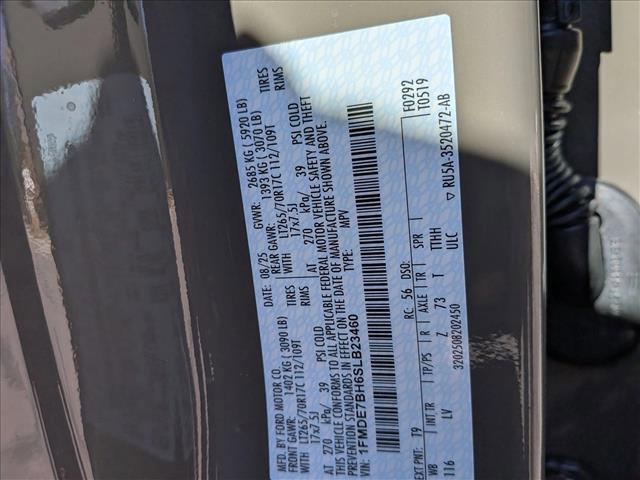 MFD. BY FORD MOTOR CO.
DATE: 08/25
GVWR: 2685 KG ( 5920 LB)
FRONT GAWR: 1402 KG ( 3090 LB)
REAR GAWR: 1393 KG ( 3070 LB)
WITH LT265/70R17C 112/109T TIRES
17x7.5J RIMS
AT 270 kPa/ 39 PSI COLD
WITH LT265/70R17C 112/109T TIRES
17x7.5J RIMS
AT 270 kPa/ 39 PSI COLD
THIS VEHICLE CONFORMS TO ALL APPLICABLE FEDERAL MOTOR VEHICLE SAFETY AND THEFT
PREVENTION STANDARDS IN EFFECT ON THE DATE OF MANUFACTURE SHOWN ABOVE.
VIN: 1FMDE7BH6SLB23460
TYPE: MPV
F0292
T0519
EXT PNT: T9
RC: 56 DSO:
WB INT TR TP/PS R AXLE TR SPR
116 LV Z 73 T TIHH
ULC
3202508202450
▽ RU5A-3520472-AB